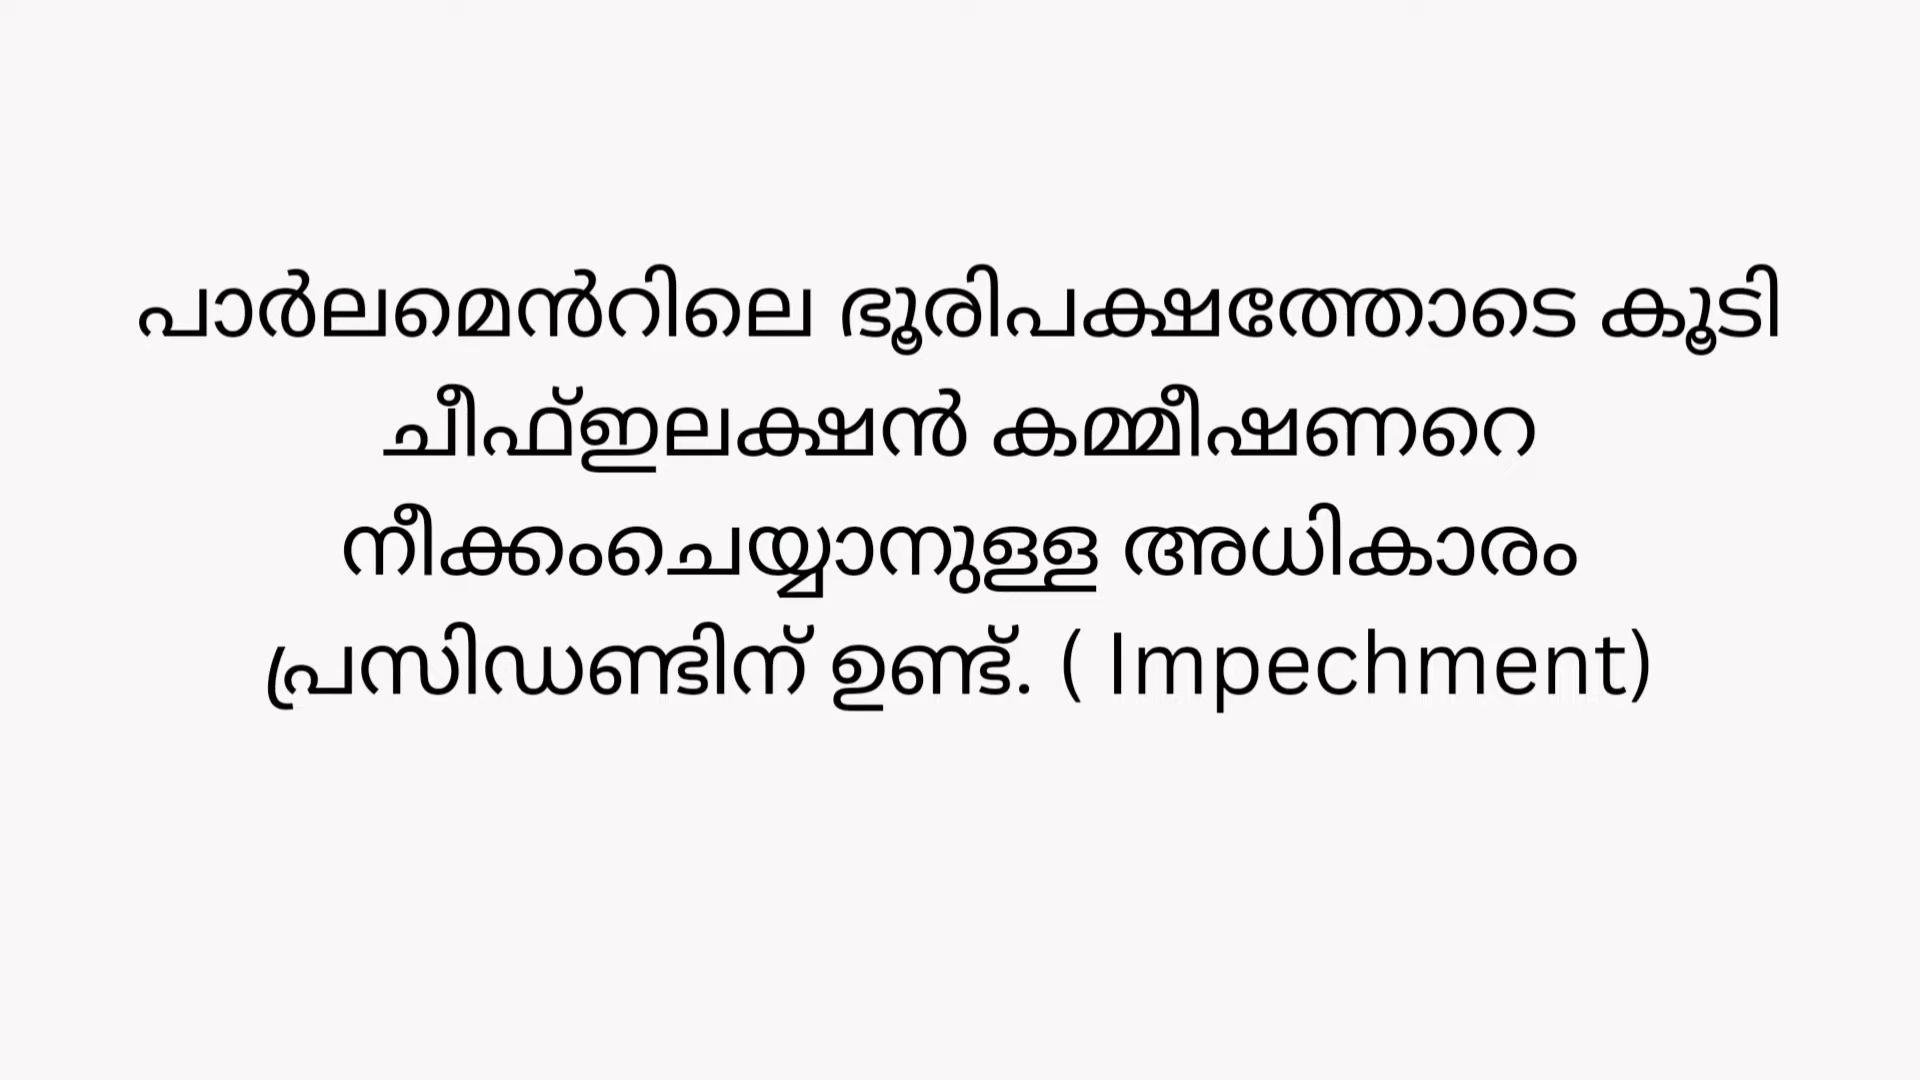 പാർലമെൻറിലെ ഭൂരിപക്ഷത്തോടെ കൂടി
ചീഫ്ഇലക്ഷൻ കമ്മീഷണറെ
നീക്കംചെയ്യാനുള്ള അധികാരം
പ്രസിഡണ്ടിന് ഉണ്ട്. ( Impechment)